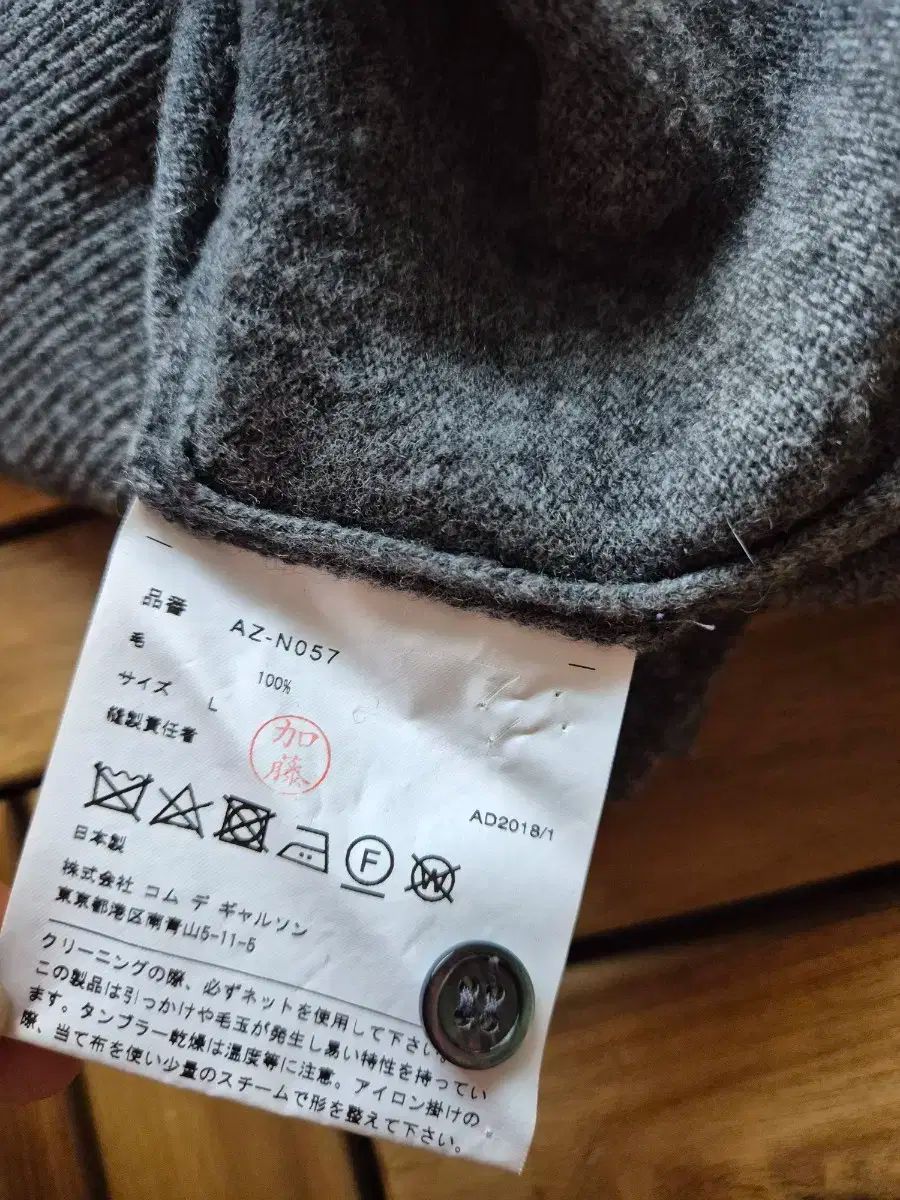 品番 AZ-N057
毛 100%
サイズ L
縫製責任者 加藤
AD2018/1
F
W
日本製
株式会社 コム デ ギャルソン
東京都港区南青山5-11-5
クリーニングの際、必ずネットを使用して下さい。
この製品は引っかけや毛玉が発生し易い特性を持ってい
ます。タンブラー乾燥は温度等に注意。アイロン掛けの
際、当て布を使い少量のスチームで形を整えて下さい。